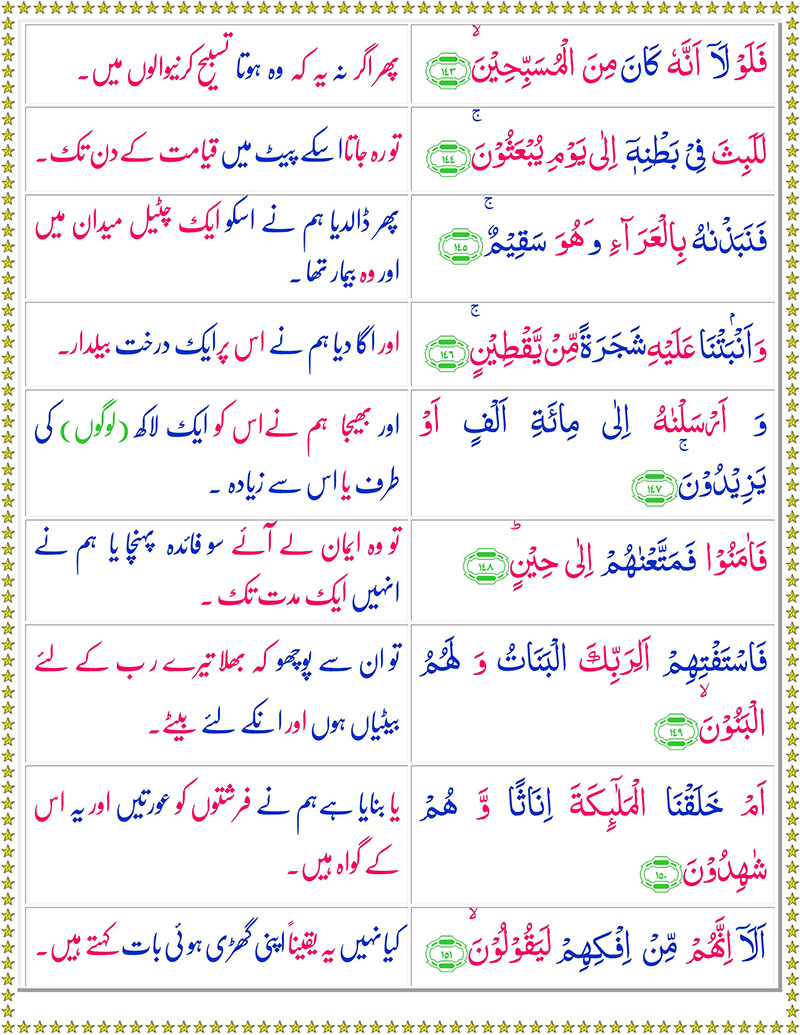 فَلَوْ لَاۤ اَنَّهٗ كَانَ مِنَ الْمُسَبِّحِيْنَۙ ۱۴۳
پھر اگر نہ یہ کہ وہ ہوتا تسبیح کرنیوالوں میں۔
لَلَبِثَ فِيْ بَطْنِهٖۤ اِلٰى يَوْمِ يُبْعَثُوْنَۚ ۱۴۴
تو رہ جاتا اسکے پیٹ میں قیامت کے دن تک۔
فَنَبَذْنٰهُ بِالْعَرَآءِ وَهُوَ سَقِيْمٌۚ ۱۴۵
پھر ڈالدیا ہم نے اسکو ایک چٹیل میدان میں
اور وہ بیمار تھا۔
وَاَنْۢبَتْنَا عَلَيْهِ شَجَرَةً مِّنْ يَّقْطِيْنٍۚ ۱۴۶
اور اگا دیا ہم نے اس پر ایک درخت بیلدار۔
وَ اَرْسَلْنٰهُ اِلٰى مِائَةِ اَلْفٍ اَوْ
يَزِيْدُوْنَۚ ۱۴۷
اور بھیجا ہم نے اس کو ایک لاکھ (لوگوں) کی
طرف یا اس سے زیادہ ۔
فَاٰمَنُوْا فَمَتَّعْنٰهُمْ اِلٰى حِيْنٍؕ ۱۴۸
تو وہ ایمان لے آئے سو فائدہ پہنچا یا ہم نے
انہیں ایک مدت تک ۔
فَاسْتَفْتِهِمْ اَلِرَبِّكَ الْبَنَاتُ وَ لَهُمُ
الْبَنُوْنَۙ ۱۴۹
تو ان سے پوچھو کہ بھلا تیرے رب کے لئے
بیٹیاں ہوں اور انکے لئے بیٹے۔
اَمْ خَلَقْنَا الْمَلٰٓئِكَةَ اِنَاثًا وَّ هُمْ
شٰهِدُوْنَ ۱۵۰
یا بنایا ہے ہم نے فرشتوں کو عورتیں اور یہ اس
کے گواہ ہیں۔
اَلَاۤ اِنَّهُمْ مِّنْ اِفْكِهِمْ لَيَقُوْلُوْنَۙ ۱۵۱
کیا نہیں یہ یقیناً اپنی گھڑی ہوئی بات کہتے ہیں۔